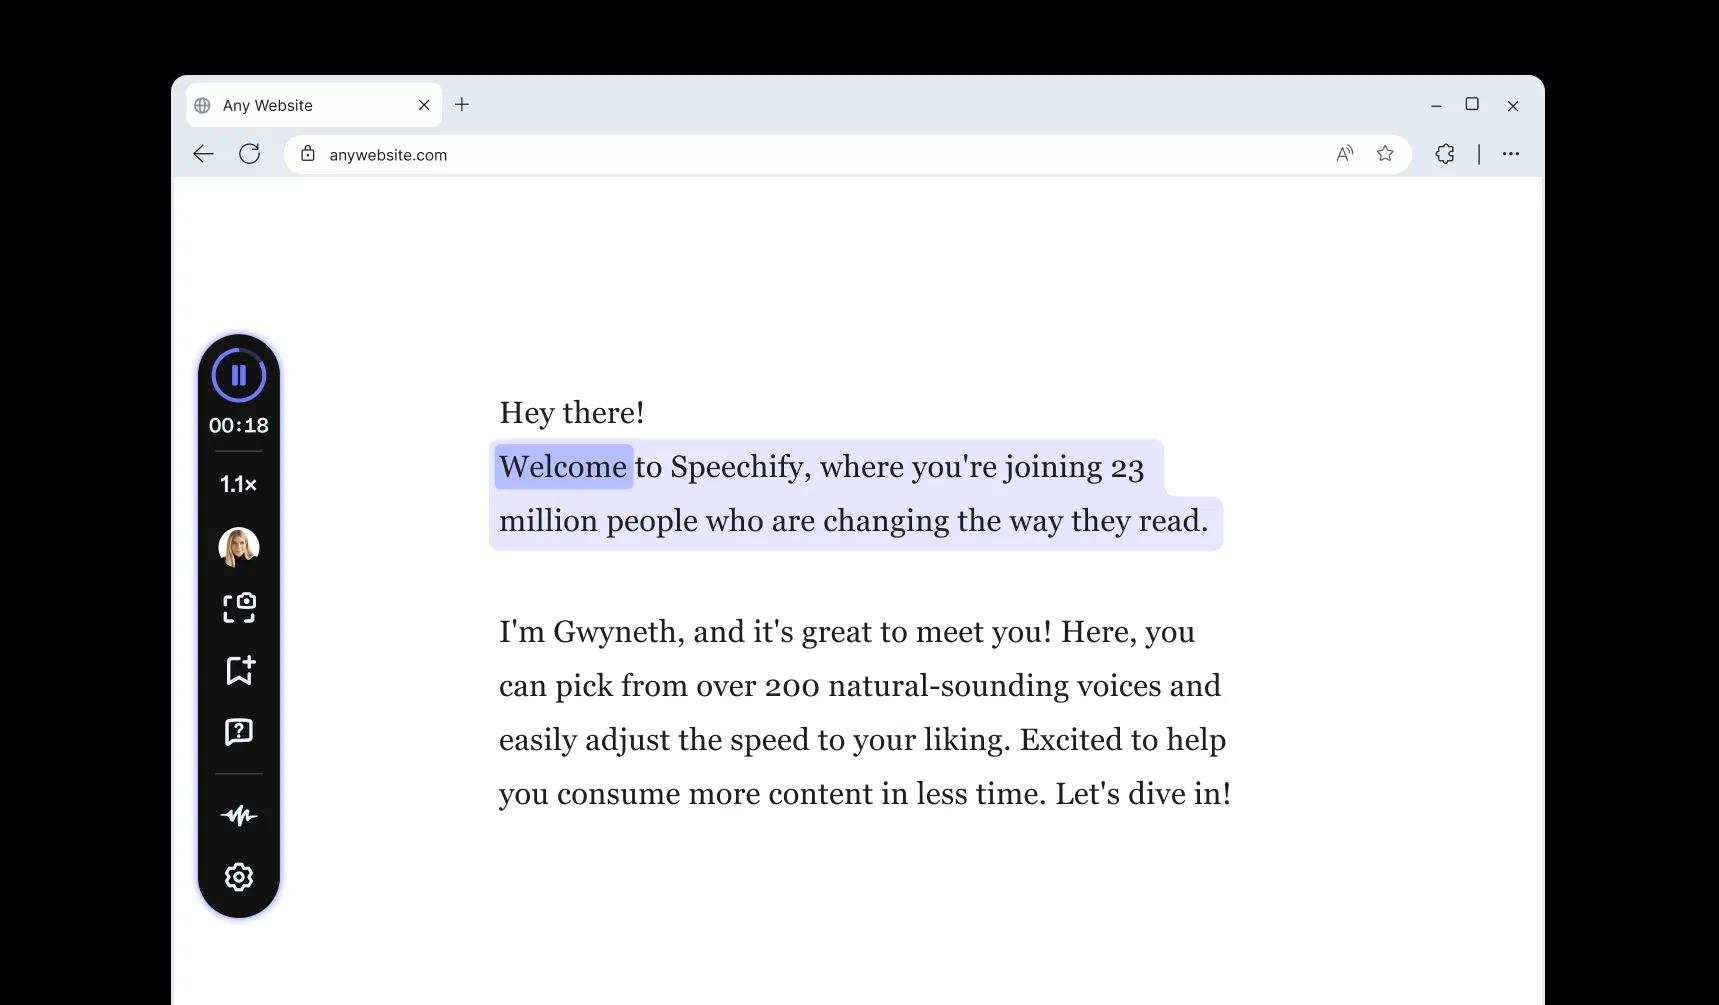 Any Website
anywebsite.com
00:18
1.1×
Hey there!
Welcome to Speechify, where you're joining 23
million people who are changing the way they read.
I'm Gwyneth, and it's great to meet you! Here, you
can pick from over 200 natural-sounding voices and
easily adjust the speed to your liking. Excited to help
you consume more content in less time. Let's dive in!